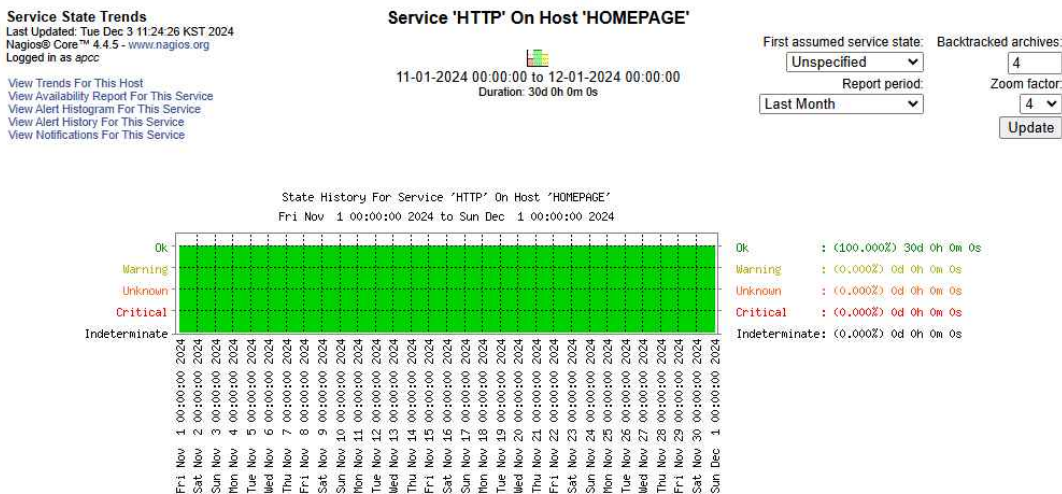 Service State Trends
Last Updated: Tue Dec 3 11:24:26 KST 2024
Nagios® Core™ 4.4.5 - www.nagios.org
Logged in as apcc
View Trends For This Host
View Availability Report For This Service
View Alert Histogram For This Service
View Alert History For This Service
View Notifications For This Service
Service 'HTTP' On Host 'HOMEPAGE'
11-01-2024 00:00:00 to 12-01-2024 00:00:00
Duration: 30d 0h 0m 0s
First assumed service state:
Unspecified
Backtracked archives:
4
Report period:
Last Month
Zoom factor:
4
Update
State History For Service 'HTTP' On Host 'HOMEPAGE'
Fri Nov 1 00:00:00 2024 to Sun Dec 1 00:00:00 2024
Ok
Warning
Unknown
Critical
Indeterminate
Ok : (100.000%) 30d 0h 0m 0s
Warning : (0.000%) 0d 0h 0m 0s
Unknown : (0.000%) 0d 0h 0m 0s
Critical : (0.000%) 0d 0h 0m 0s
Indeterminate: (0.000%) 0d 0h 0m 0s
Fri Nov 1 00:00:00 2024
Sat Nov 2 00:00:00 2024
Sun Nov 3 00:00:00 2024
Mon Nov 4 00:00:00 2024
Tue Nov 5 00:00:00 2024
Wed Nov 6 00:00:00 2024
Thu Nov 7 00:00:00 2024
Fri Nov 8 00:00:00 2024
Sat Nov 9 00:00:00 2024
Sun Nov 10 00:00:00 2024
Mon Nov 11 00:00:00 2024
Tue Nov 12 00:00:00 2024
Wed Nov 13 00:00:00 2024
Thu Nov 14 00:00:00 2024
Fri Nov 15 00:00:00 2024
Sat Nov 16 00:00:00 2024
Sun Nov 17 00:00:00 2024
Mon Nov 18 00:00:00 2024
Tue Nov 19 00:00:00 2024
Wed Nov 20 00:00:00 2024
Thu Nov 21 00:00:00 2024
Fri Nov 22 00:00:00 2024
Sat Nov 23 00:00:00 2024
Sun Nov 24 00:00:00 2024
Mon Nov 25 00:00:00 2024
Tue Nov 26 00:00:00 2024
Wed Nov 27 00:00:00 2024
Thu Nov 28 00:00:00 2024
Fri Nov 29 00:00:00 2024
Sat Nov 30 00:00:00 2024
Sun Dec 1 00:00:00 2024